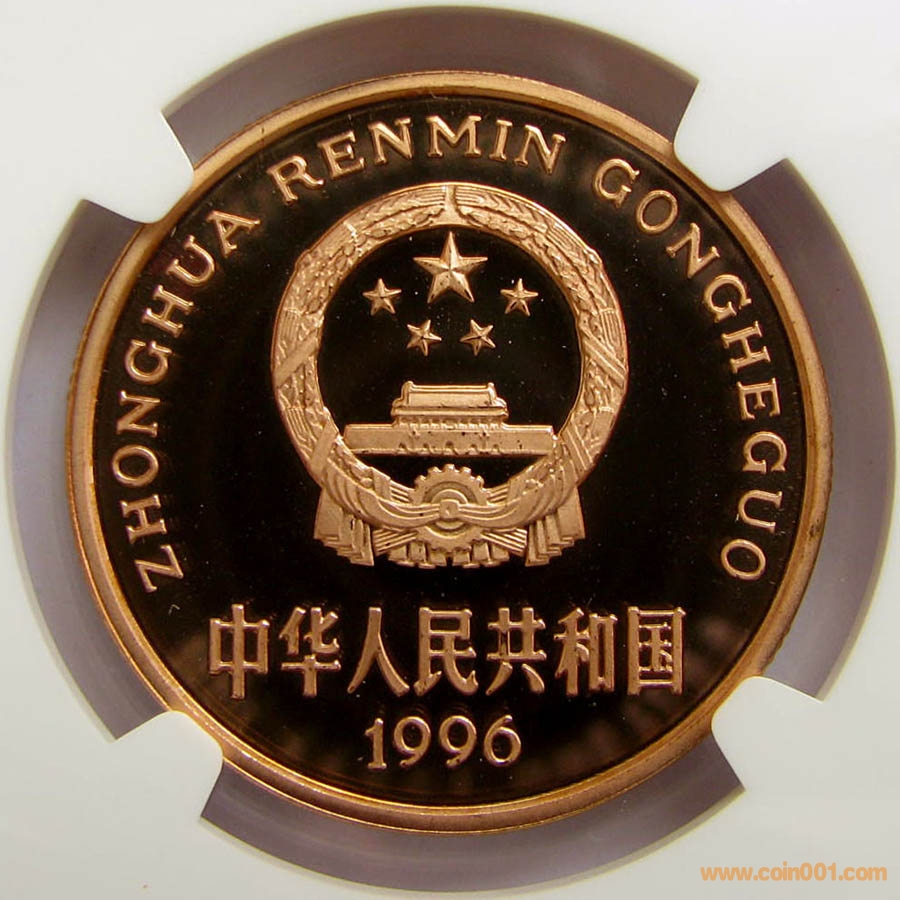 ZHONGHUA RENMIN GONGHEGUO
中华人民共和国
1996
www.coin001.com